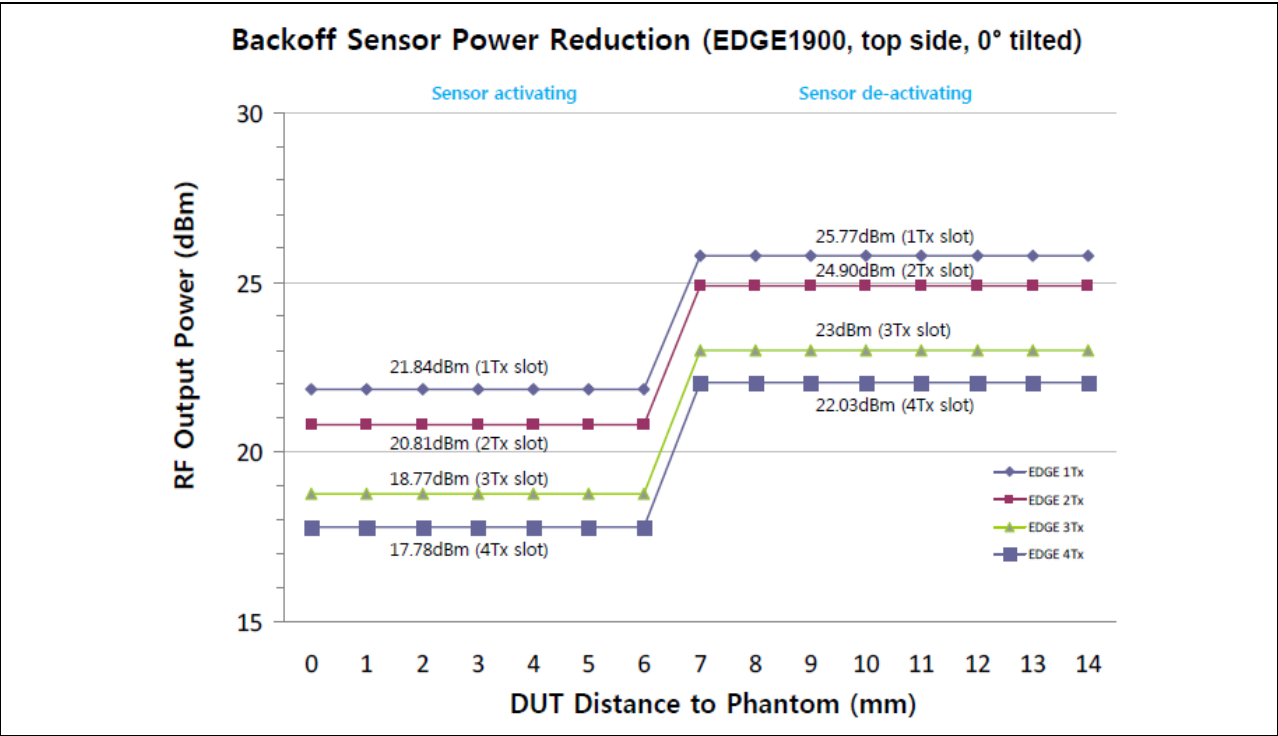 Backoff Sensor Power Reduction (EDGE1900, top side, 0° tilted)
Sensor activating
Sensor de-activating
30
25
20
15
RF Output Power (dBm)
25.77dBm (1Tx slot)
24.90dBm (2Tx slot)
23dBm (3Tx slot)
22.03dBm (4Tx slot)
21.84dBm (1Tx slot)
20.81dBm (2Tx slot)
18.77dBm (3Tx slot)
17.78dBm (4Tx slot)
EDGE 1Tx
EDGE 2Tx
EDGE 3Tx
EDGE 4Tx
0 1 2 3 4 5 6 7 8 9 10 11 12 13 14
DUT Distance to Phantom (mm)